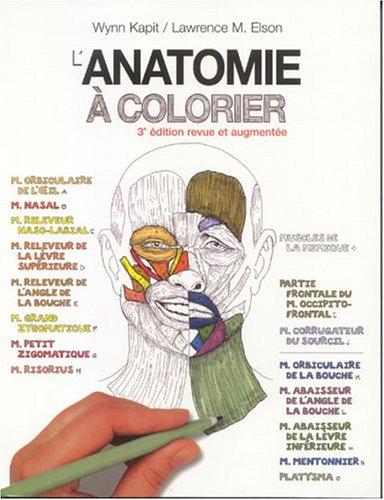 Wynn Kapit / Lawrence M. Elson
L'ANATOMIE
À COLORIER
3e édition revue et augmentée
M. ORBICULAIRE
DE L'ŒIL A
M. NASAL B
M. RELEVEUR
NASO-LABIAL C
M. RELEVEUR DE
LA LÈVRE
SUPÉRIEURE D
M. RELEVEUR DE
L'ANGLE DE
LA BOUCHE E
M. GRAND
ZYGOMATIQUE F
M. PETIT
ZIGOMATIQUE G
M. RISORIUS H
MUSCLES DE
LA MIMIQUE
PARTIE
FRONTALE DU
M. OCCIPITO-
FRONTAL I
M. CORRUGATEUR
DU SOURCIL J
M. ORBICULAIRE
DE LA BOUCHE K
M. ABAISSEUR
DE L'ANGLE DE
LA BOUCHE L
M. ABAISSEUR
DE LA LÈVRE
INFÉRIEURE M
M. MENTONNIER N
PLATYSMA O